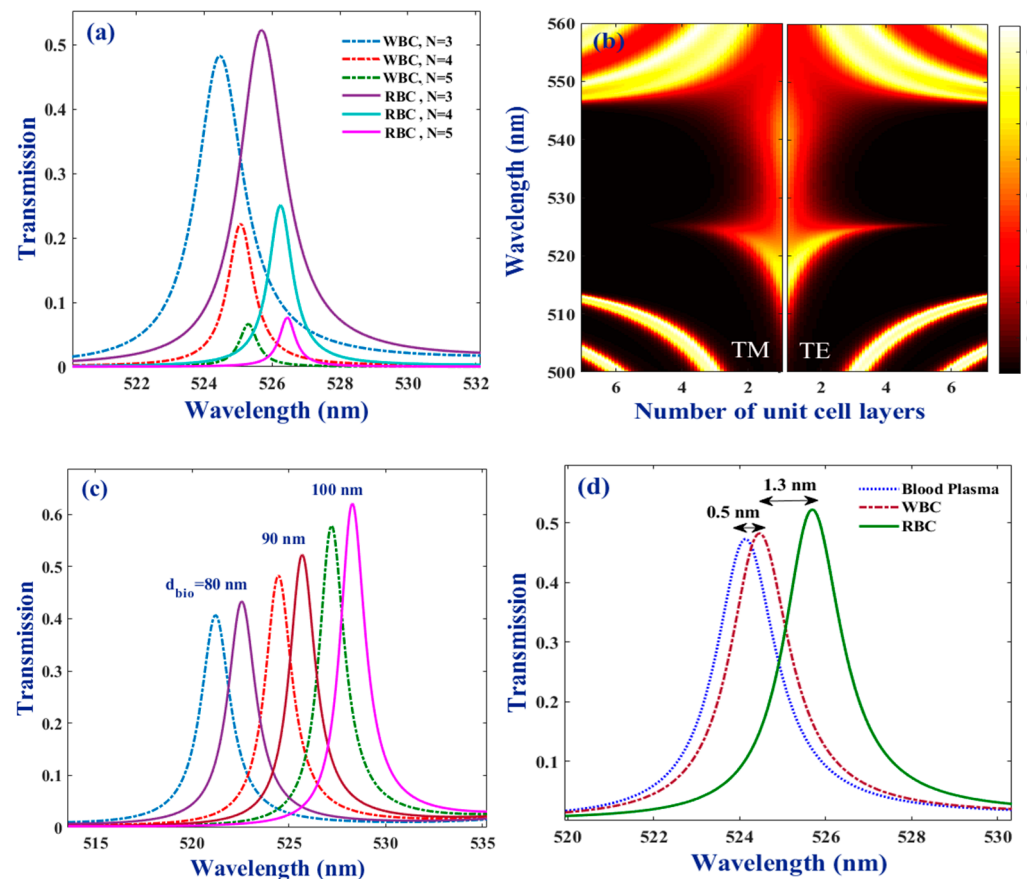 (a)
WBC, N=3
WBC, N=4
WBC, N=5
RBC , N=3
RBC , N=4
RBC , N=5
0.5
0.4
0.3
0.2
0.1
0
Transmission
522
524
526
528
530
532
Wavelength (nm)
(b)
560
550
540
530
520
510
500
Wavelength (nm)
TM
TE
6
4
2
2
4
6
Number of unit cell layers
(c)
100 nm
90 nm
d_bio=80 nm
0.7
0.6
0.5
0.4
0.3
0.2
0.1
0
Transmission
515
520
525
530
535
Wavelength (nm)
(d)
1.3 nm
0.5 nm
Blood Plasma
WBC
RBC
0.5
0.4
0.3
0.2
0.1
Transmission
520
522
524
526
528
530
Wavelength (nm)